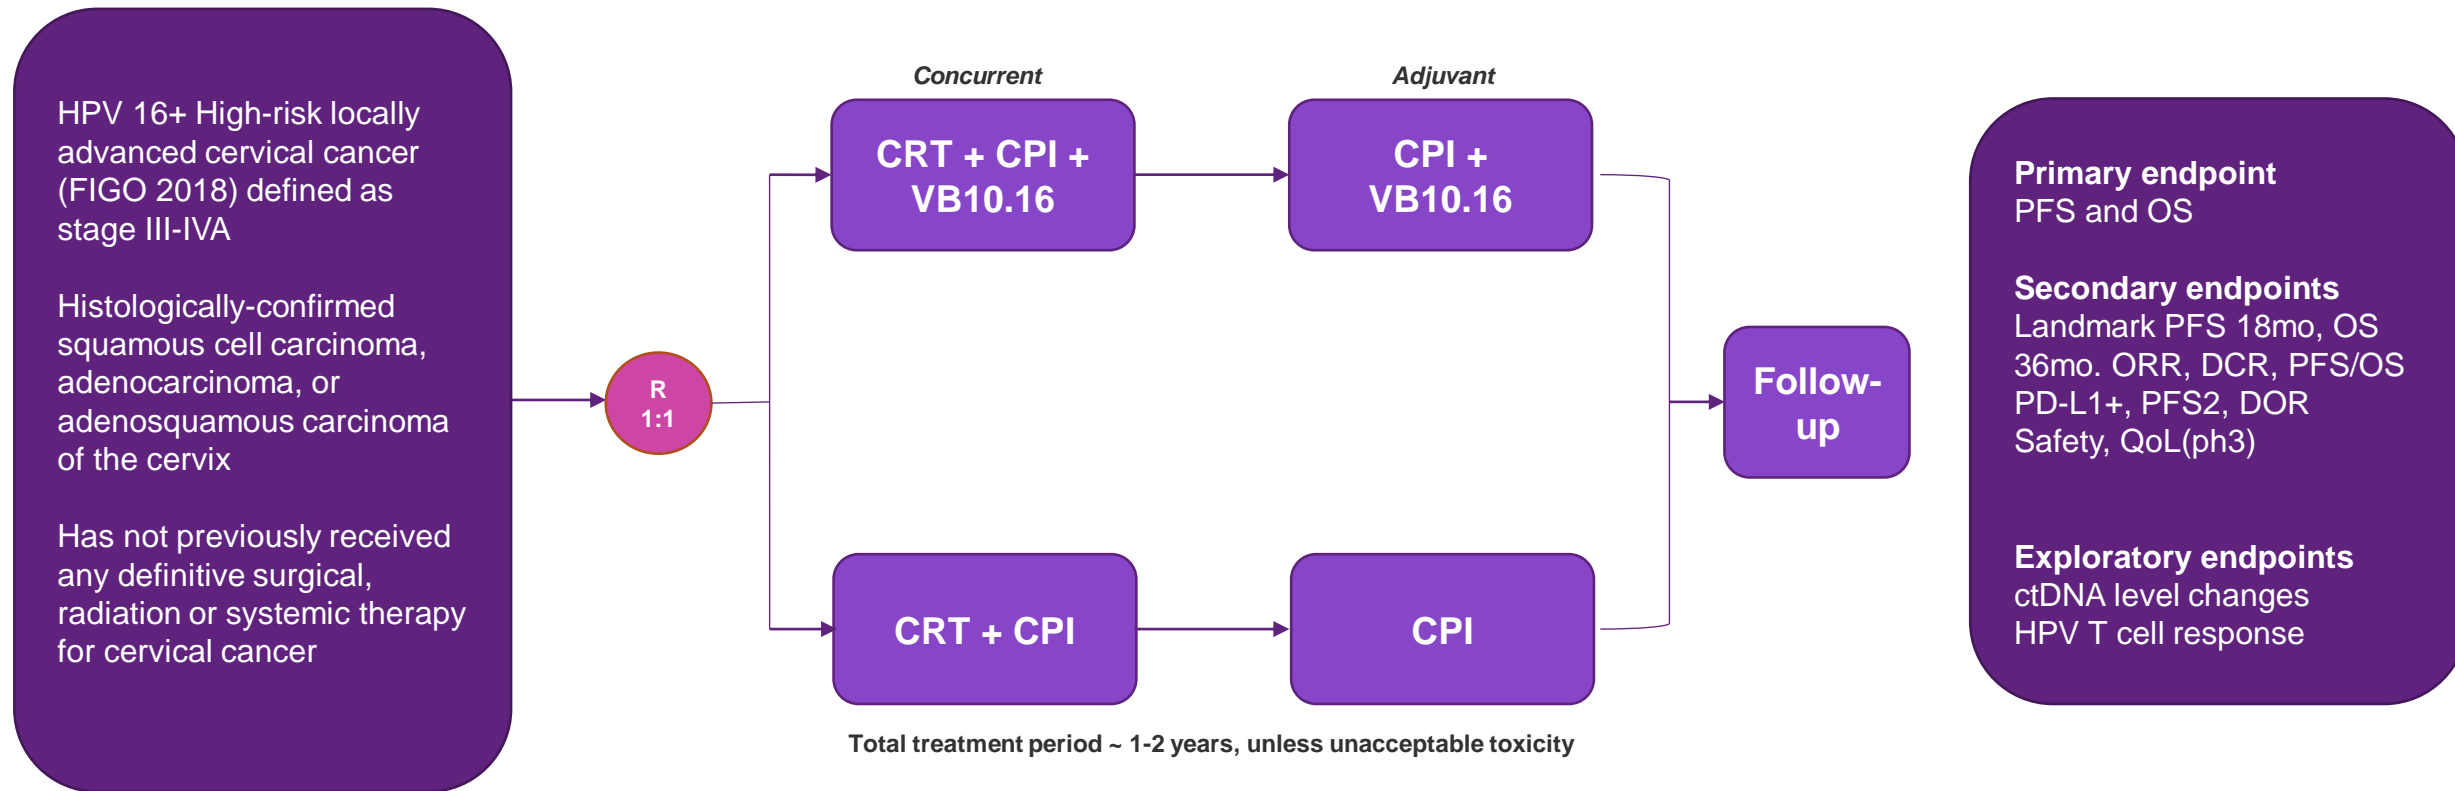 HPV 16+ High-risk locally
advanced cervical cancer
(FIGO 2018) defined as
stage III-IVA
Histologically-confirmed
squamous cell carcinoma,
adenocarcinoma, or
adenosquamous carcinoma
of the cervix
Has not previously received
any definitive surgical,
radiation or systemic therapy
for cervical cancer
R
1:1
Concurrent
CRT + CPI +
VB10.16
Adjuvant
CPI +
VB10.16
CRT + CPI
CPI
Total treatment period ~ 1-2 years, unless unacceptable toxicity
Follow-
up
Primary endpoint
PFS and OS
Secondary endpoints
Landmark PFS 18mo, OS
36mo. ORR, DCR, PFS/OS
PD-L1+, PFS2, DOR
Safety, QoL(ph3)
Exploratory endpoints
ctDNA level changes
HPV T cell response